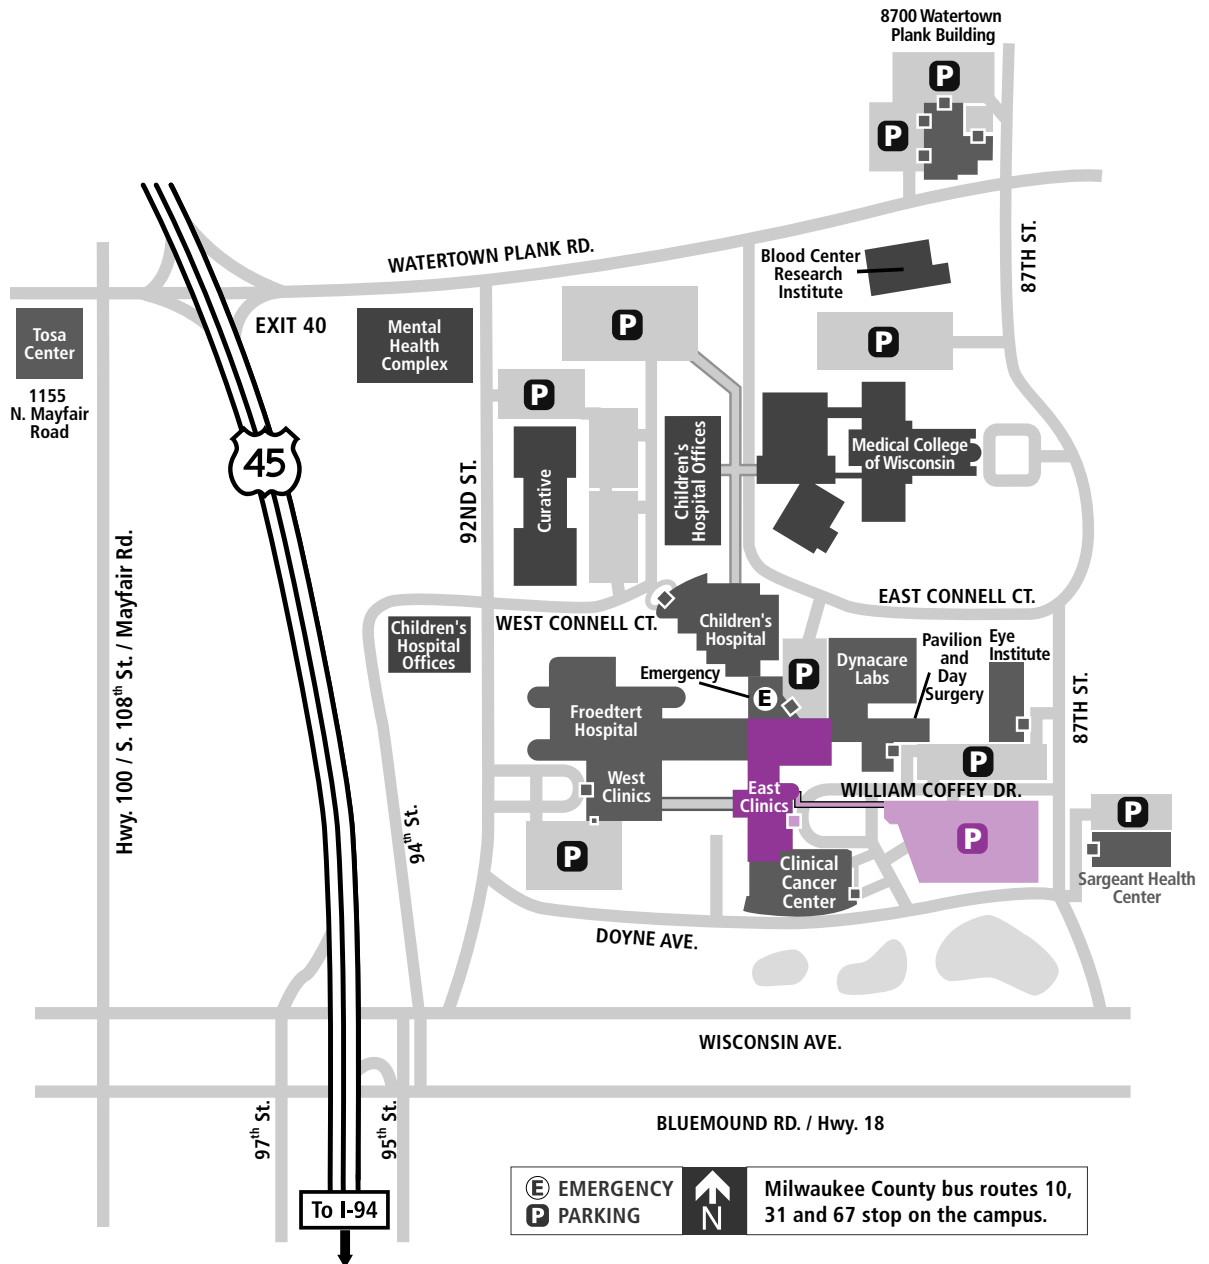 8700 Watertown
Plank Building
P
P
87TH ST.
WATERTOWN PLANK RD.
Blood Center
Research
Institute
EXIT 40
Tosa
Center
1155
N. Mayfair
Road
Mental
Health
Complex
P
P
P
45
92ND ST.
Curative
Children's
Hospital Offices
Medical College
of Wisconsin
Hwy. 100 / S. 108th St. / Mayfair Rd.
EAST CONNELL CT.
WEST CONNELL CT.
Children's
Hospital
Offices
Children's
Hospital
Emergency
E
P
Dynacare
Labs
Pavilion
and
Day
Surgery
Eye
Institute
87TH ST.
Froedtert
Hospital
West
Clinics
East
Clinics
P
WILLIAM COFFEY DR.
P
P
P
94th St.
Clinical
Cancer
Center
Sargeant Health
Center
DOYNE AVE.
WISCONSIN AVE.
97th St.
95th St.
BLUEMOUND RD. / Hwy. 18
To I-94
E EMERGENCY
P PARKING
N
Milwaukee County bus routes 10,
31 and 67 stop on the campus.